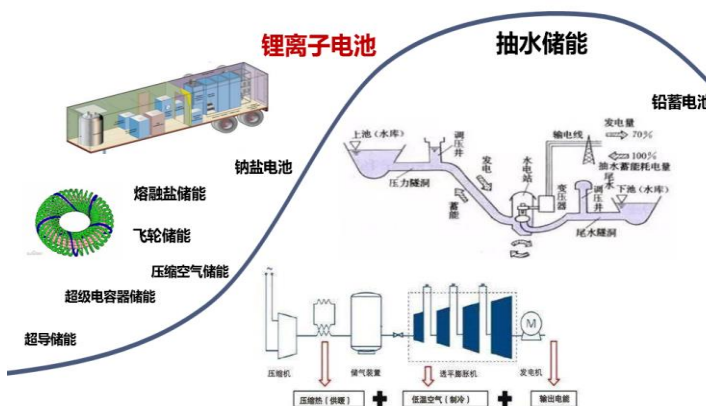 锂离子电池
抽水储能
铅蓄电池
钠盐电池
熔融盐储能
飞轮储能
压缩空气储能
超级电容器储能
超导储能
上池（水库）
调压井
压力隧洞
发电
蓄能
水电站
输电线
发电量
70%
100%
抽水蓄能耗电量
变压器
尾水
调压井
下池（水库）
尾水隧洞
压缩机
储气装置
透平膨胀机
M
发电机
压缩热（供暖）
+
低温空气（制冷）
+
输出电能